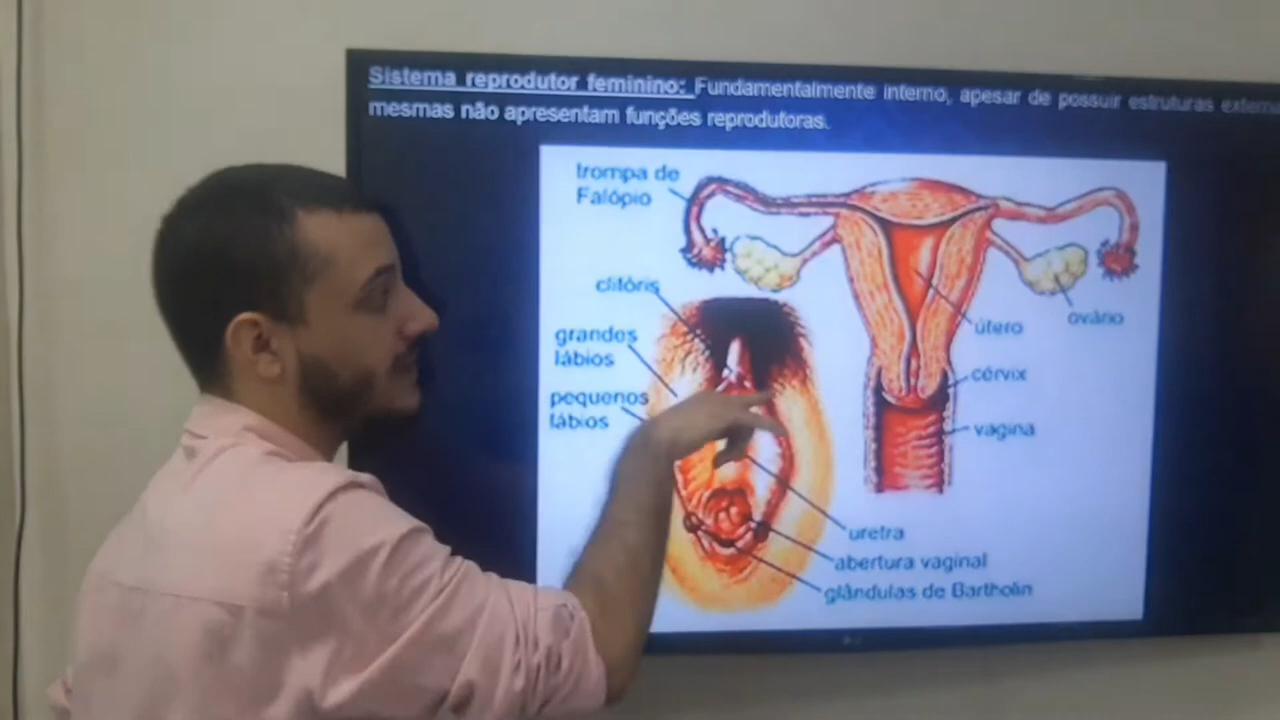 Sistema reprodutor feminino: Fundamentalmente interno, apesar de possuir estruturas
mesmas não apresentam funções reprodutoras.
trompa de
Falópio
clitóris
grandes
lábios
pequenos
lábios
útero
ovário
cérvix
vagina
uretra
abertura vaginal
glândulas de Bartholin
LG